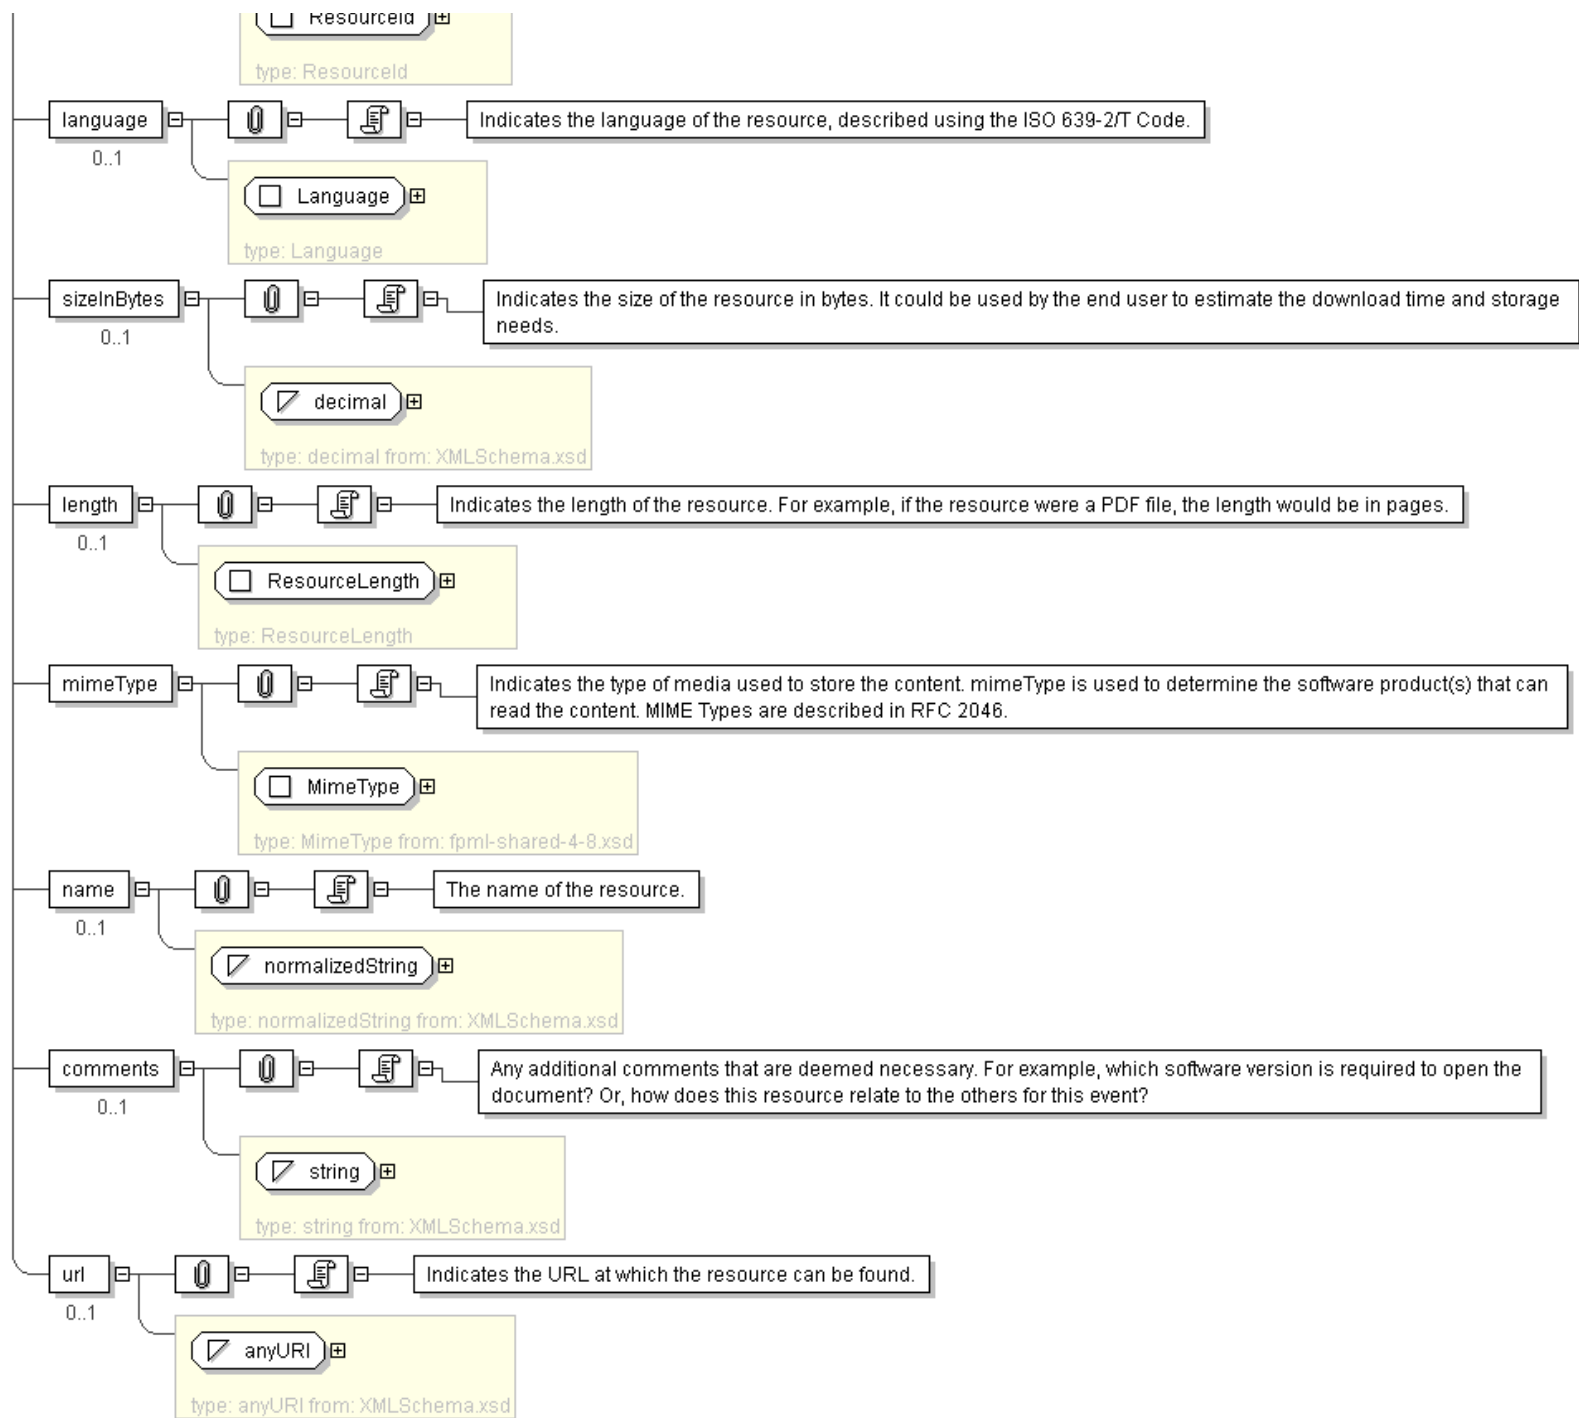 ResourceId
type: ResourceId
language
Indicates the language of the resource, described using the ISO 639-2/T Code.
0..1
Language
type: Language
sizeInBytes
Indicates the size of the resource in bytes. It could be used by the end user to estimate the download time and storage
needs.
0..1
decimal
type: decimal from: XMLSchema.xsd
length
Indicates the length of the resource. For example, if the resource were a PDF file, the length would be in pages.
0..1
ResourceLength
type: ResourceLength
mimeType
Indicates the type of media used to store the content. mimeType is used to determine the software product(s) that can
read the content. MIME Types are described in RFC 2046.
MimeType
type: MimeType from: fpml-shared-4-8.xsd
name
The name of the resource.
0..1
normalizedString
type: normalizedString from: XMLSchema.xsd
comments
Any additional comments that are deemed necessary. For example, which software version is required to open the
document? Or, how does this resource relate to the others for this event?
0..1
string
type: string from: XMLSchema.xsd
url
Indicates the URL at which the resource can be found.
0..1
anyURI
type: anyURI from: XMLSchema.xsd